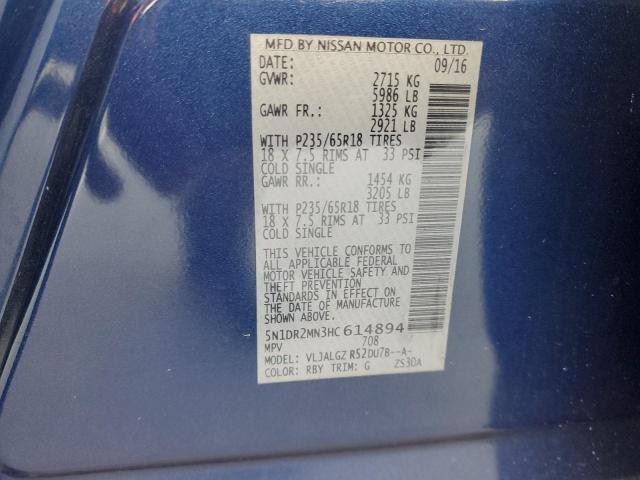 MFD BY NISSAN MOTOR CO., LTD.
DATE: 09/16
GVWR: 2715 KG
5986 LB
GAWR FR.: 1325 KG
2921 LB
WITH P235/65R18 TIRES
18 X 7.5 RIMS AT 33 PSI
COLD SINGLE
GAWR RR.: 1454 KG
3205 LB
WITH P235/65R18 TIRES
18 X 7.5 RIMS AT 33 PSI
COLD SINGLE
THIS VEHICLE CONFORMS TO
ALL APPLICABLE FEDERAL
MOTOR VEHICLE SAFETY AND
THEFT PREVENTION
STANDARDS IN EFFECT ON
THE DATE OF MANUFACTURE
SHOWN ABOVE.
5N1DR2MN3HC614894
MPV 708
MODEL: VLJALGZ R52DU7B--A-
COLOR: RBY TRIM: G ZS3DA